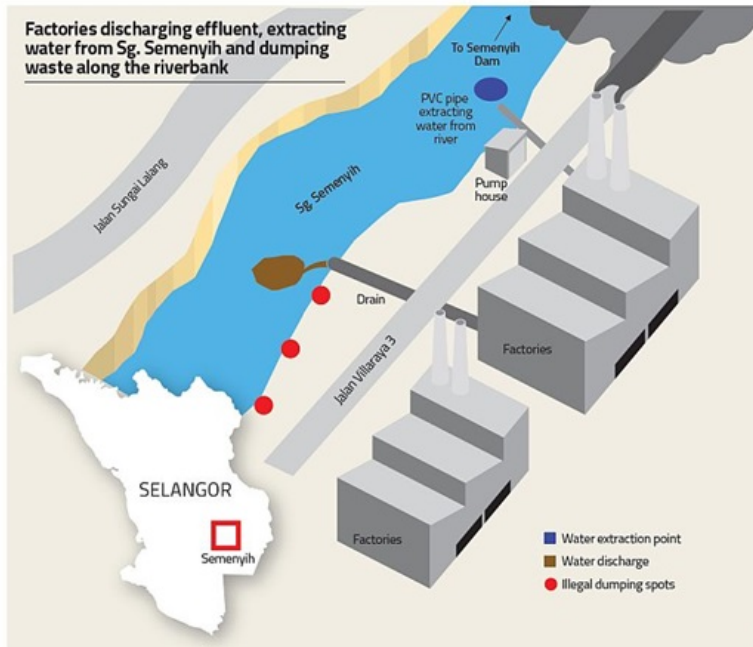 Factories discharging effluent, extracting
water from Sg. Semenyih and dumping
waste along the riverbank
To Semenyih
Dam
PVC pipe
extracting
water from
river
Jalan Sungai Lalang
Sg. Semenyih
Pump
house
Drain
Jalan Villaraya 3
Factories
Factories
SELANGOR
Semenyih
Water extraction point
Water discharge
Illegal dumping spots